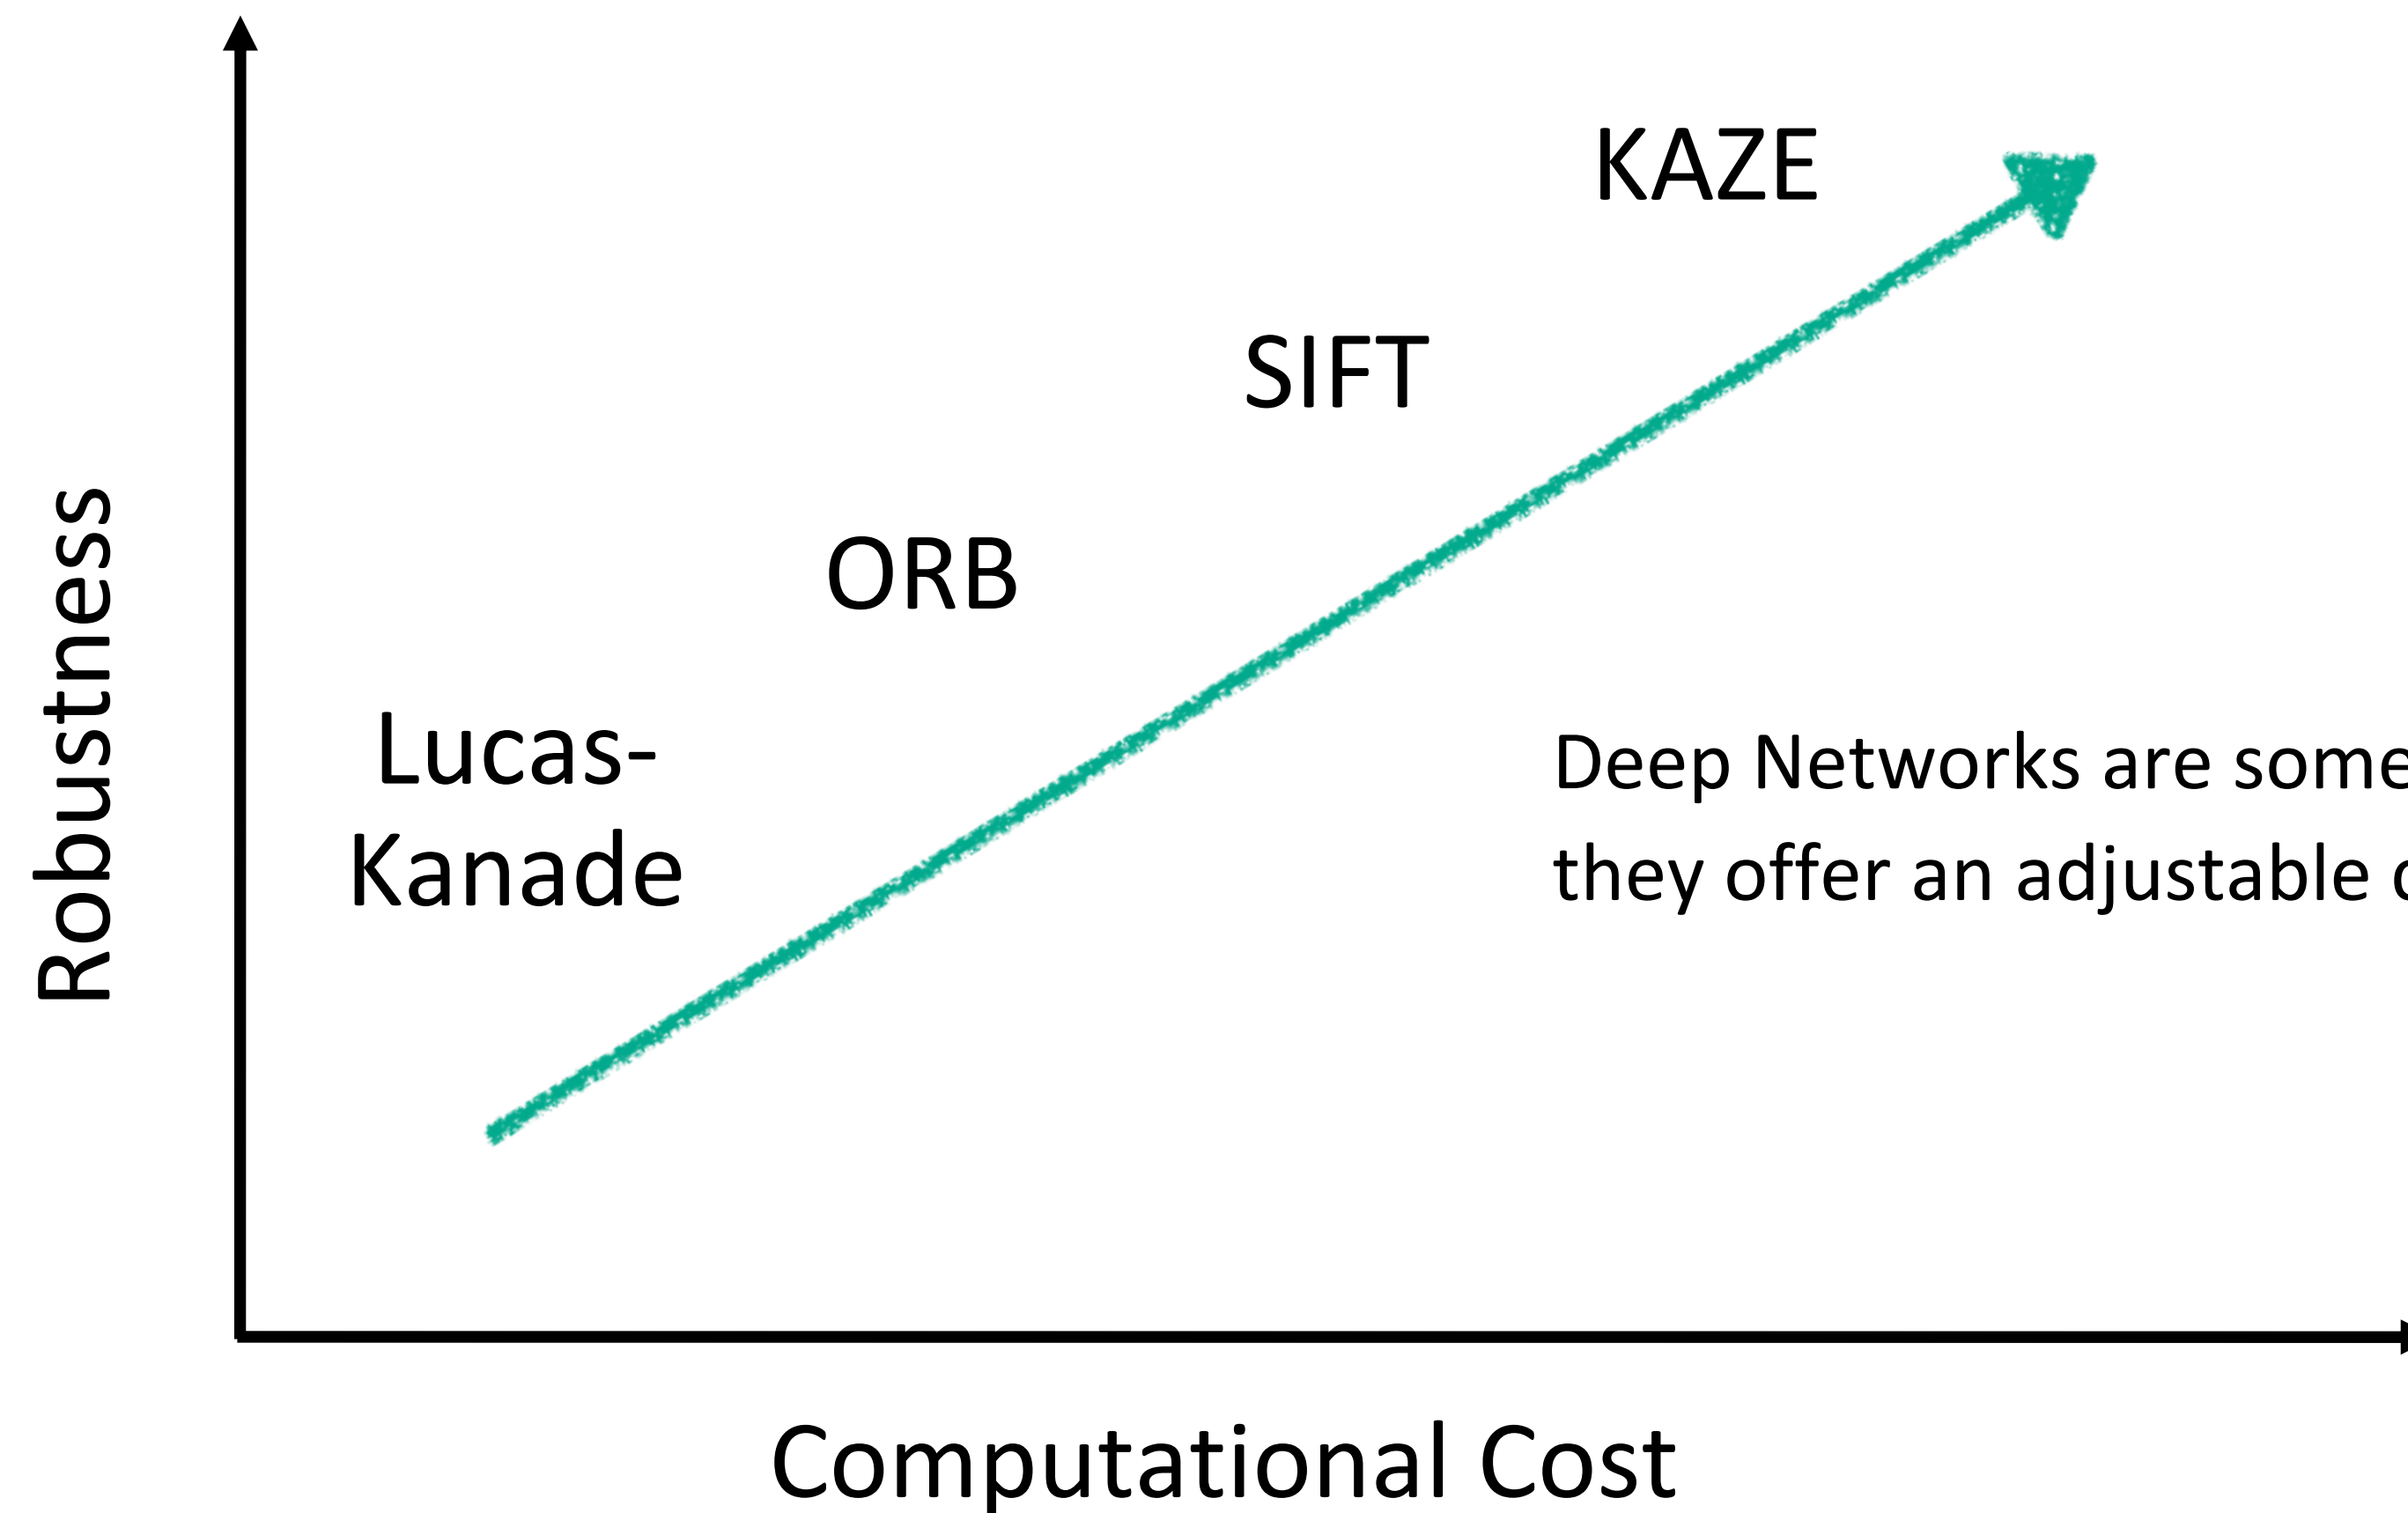 KAZE
SIFT
ORB
Lucas-
Kanade
Deep Networks are some
they offer an adjustable
Robustness
Computational Cost